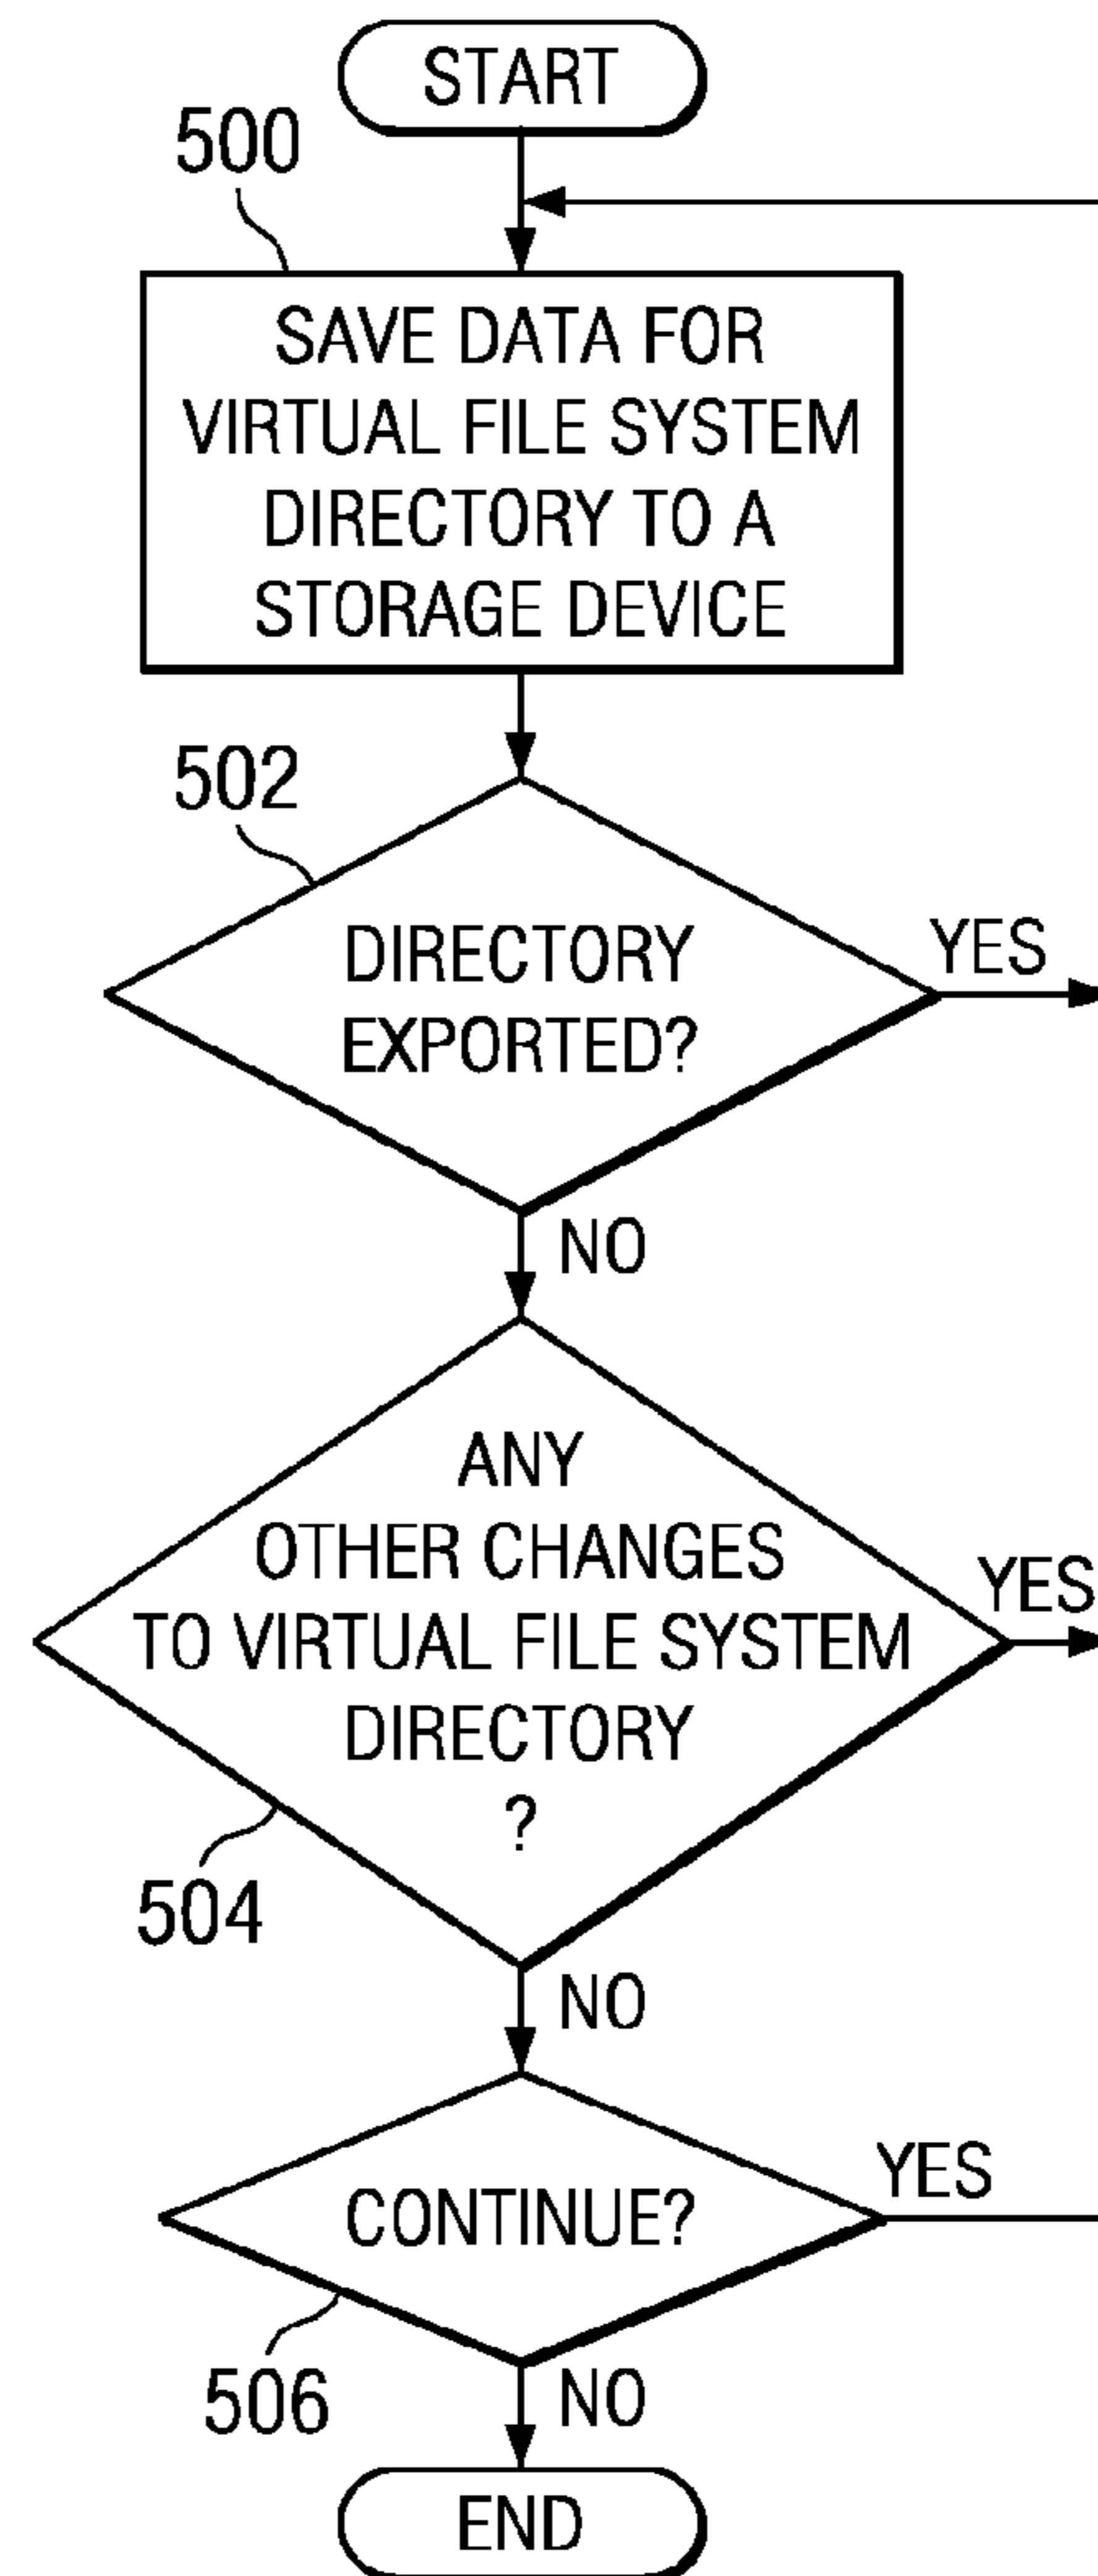 START
500
SAVE DATA FOR
VIRTUAL FILE SYSTEM
DIRECTORY TO A
STORAGE DEVICE
502
DIRECTORY
EXPORTED?
YES
NO
ANY
OTHER CHANGES
TO VIRTUAL FILE SYSTEM
DIRECTORY
?
YES
504
NO
CONTINUE?
YES
506
NO
END